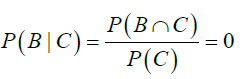 P(B|C) = P(B∩C) / P(C) = 0